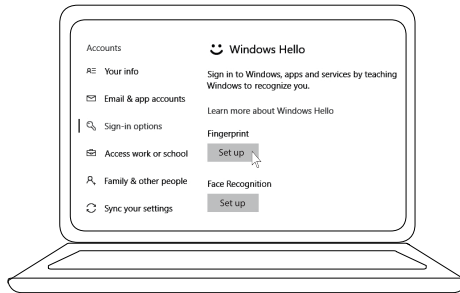 Accounts
Your info
Email & app accounts
Sign-in options
Access work or school
Family & other people
Sync your settings
Windows Hello
Sign in to Windows, apps and services by teaching
Windows to recognize you.
Learn more about Windows Hello
Fingerprint
Set up
Face Recognition
Set up